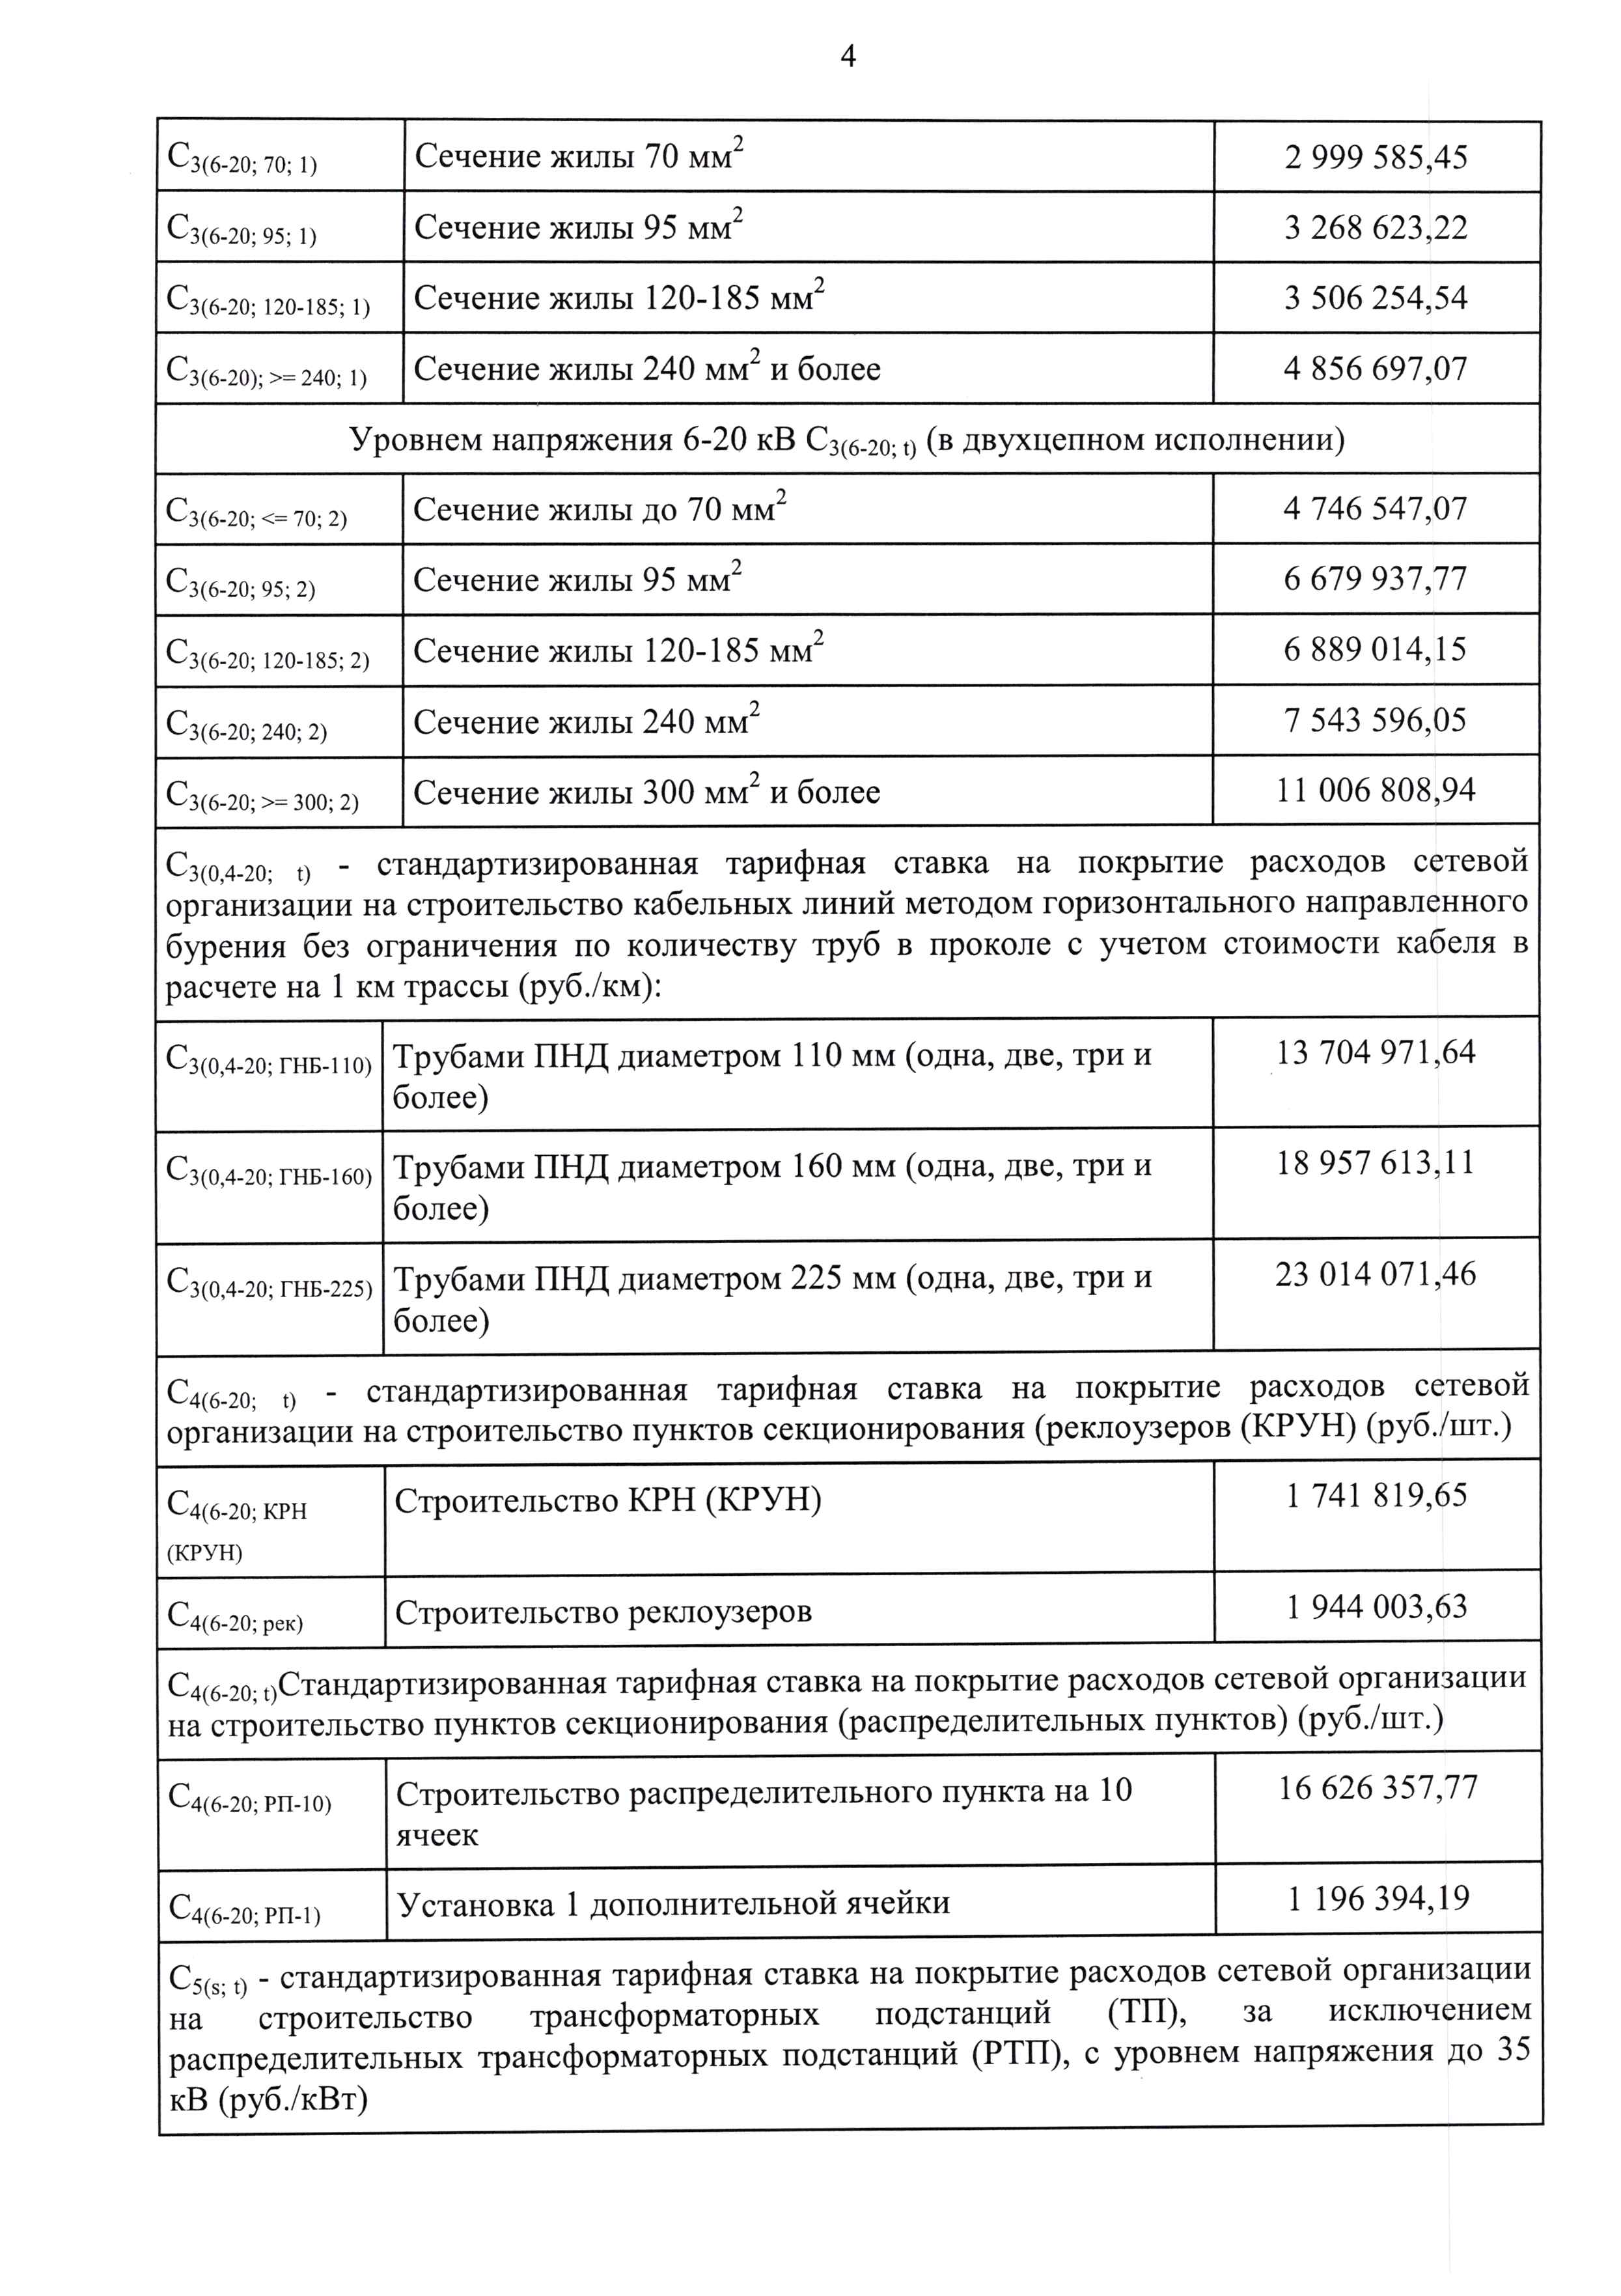 4
С3(6-20; 70; 1) Сечение жилы 70 мм² 2 999 585,45
С3(6-20; 95; 1) Сечение жилы 95 мм² 3 268 623,22
С3(6-20; 120-185; 1) Сечение жилы 120-185 мм² 3 506 254,54
С3(6-20); >= 240; 1) Сечение жилы 240 мм² и более 4 856 697,07
Уровнем напряжения 6-20 кВ С3(6-20; t) (в двухцепном исполнении)
С3(6-20; <= 70; 2) Сечение жилы до 70 мм² 4 746 547,07
С3(6-20; 95; 2) Сечение жилы 95 мм² 6 679 937,77
С3(6-20; 120-185; 2) Сечение жилы 120-185 мм² 6 889 014,15
С3(6-20; 240; 2) Сечение жилы 240 мм² 7 543 596,05
С3(6-20; >= 300; 2) Сечение жилы 300 мм² и более 11 006 808,94
С3(0,4-20; t) - стандартизированная тарифная ставка на покрытие расходов сетевой
организации на строительство кабельных линий методом горизонтального направленного
бурения без ограничения по количеству труб в проколе с учетом стоимости кабеля в
расчете на 1 км трассы (руб./км):
С3(0,4-20; ГНБ-110) Трубами ПНД диаметром 110 мм (одна, две, три и 13 704 971,64
более)
С3(0,4-20; ГНБ-160) Трубами ПНД диаметром 160 мм (одна, две, три и 18 957 613,11
более)
С3(0,4-20; ГНБ-225) Трубами ПНД диаметром 225 мм (одна, две, три и 23 014 071,46
более)
С4(6-20; t) - стандартизированная тарифная ставка на покрытие расходов сетевой
организации на строительство пунктов секционирования (реклоузеров (КРУН) (руб./шт.)
С4(6-20; КРН Строительство КРН (КРУН) 1 741 819,65
(КРУН)
С4(6-20; рек) Строительство реклоузеров 1 944 003,63
С4(6-20; t)Стандартизированная тарифная ставка на покрытие расходов сетевой организации
на строительство пунктов секционирования (распределительных пунктов) (руб./шт.)
С4(6-20; РП-10) Строительство распределительного пункта на 10 16 626 357,77
ячеек
С4(6-20; РП-1) Установка 1 дополнительной ячейки 1 196 394,19
С5(s; t) - стандартизированная тарифная ставка на покрытие расходов сетевой организации
на строительство трансформаторных подстанций (ТП), за исключением
распределительных трансформаторных подстанций (РТП), с уровнем напряжения до 35
кВ (руб./кВт)